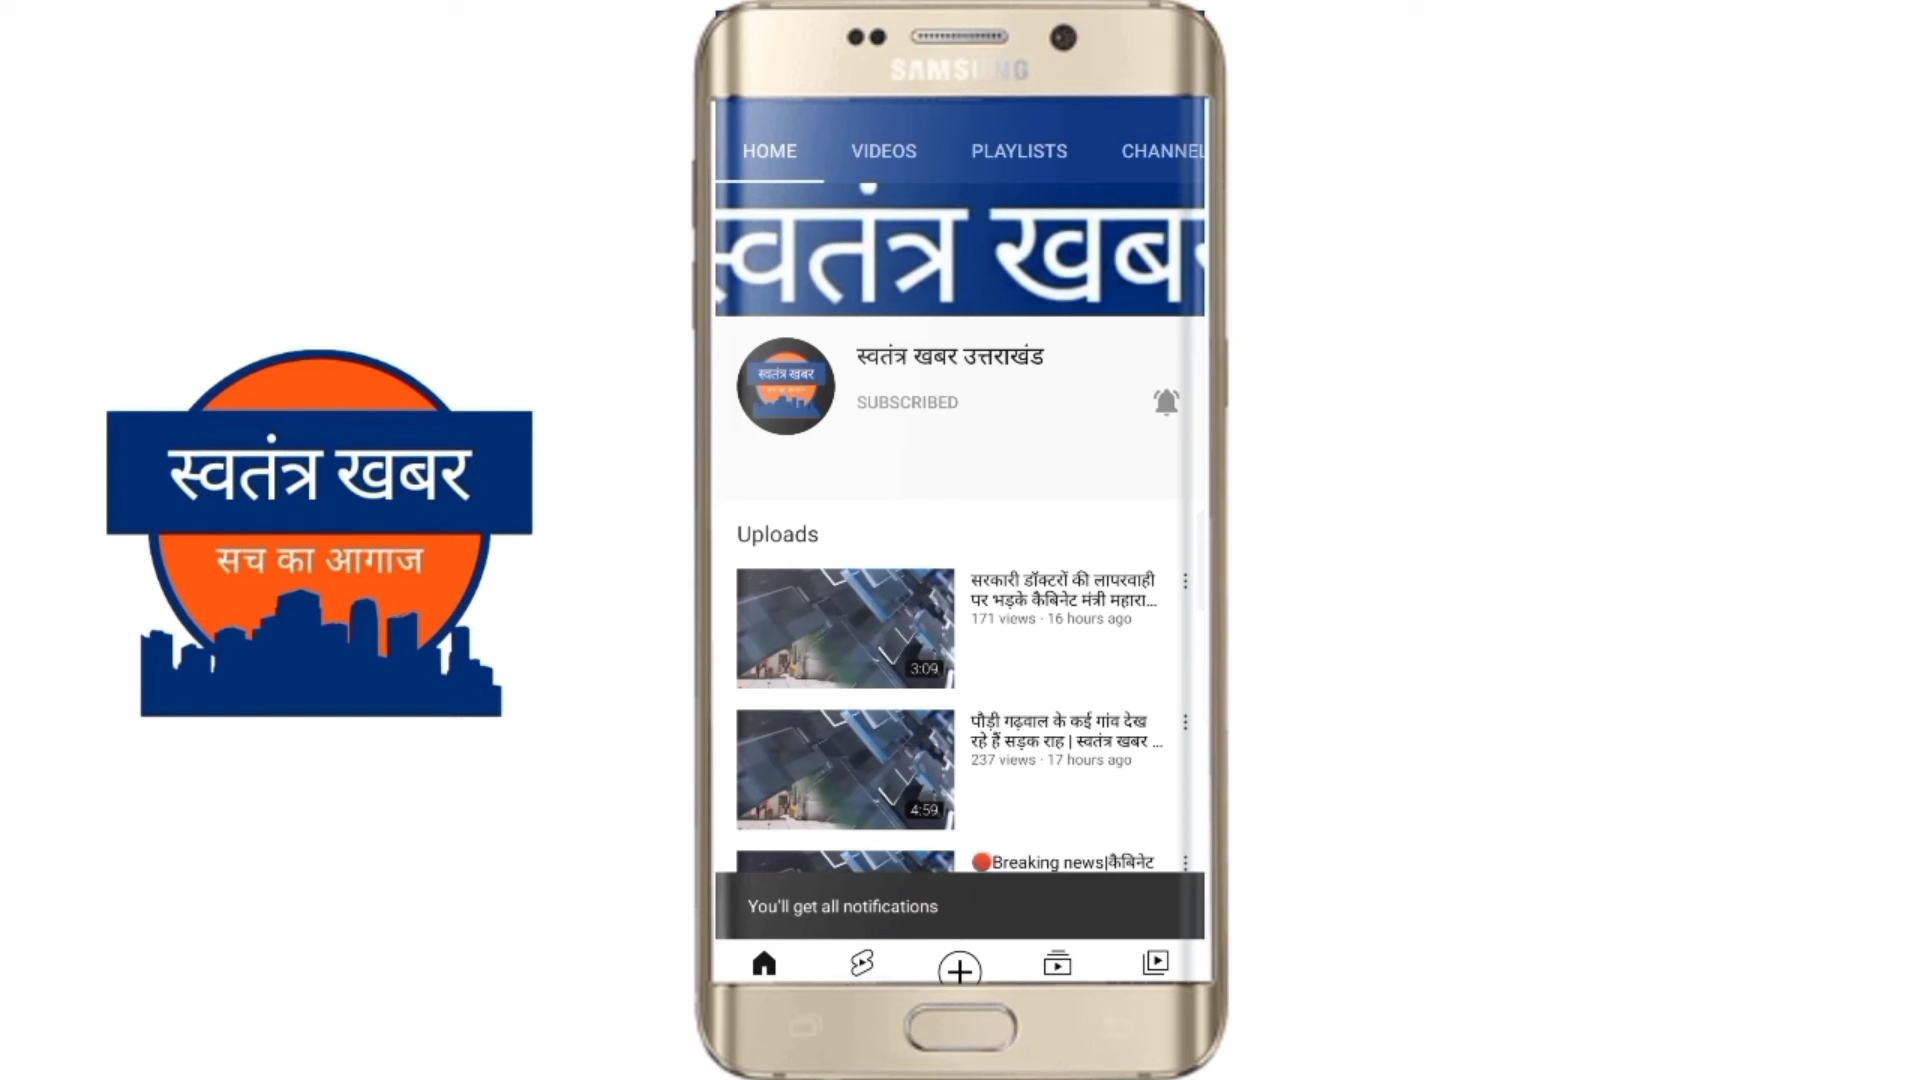 स्वतंत्र खबर
सच का आगाज
SAMSUNG
HOME VIDEOS PLAYLISTS CHANNEL
स्वतंत्र खबर
स्वतंत्र खबर
स्वतंत्र खबर उत्तराखंड
SUBSCRIBED
Uploads
सरकारी डॉक्टरों की लापरवाही
पर भड़के कैबिनेट मंत्री महारा...
171 views · 16 hours ago
3:09
पौड़ी गढ़वाल के कई गांव देख
रहे हैं सड़क राह | स्वतंत्र खबर ...
237 views · 17 hours ago
4:59
🔴Breaking news|कैबिनेट
You'll get all notifications